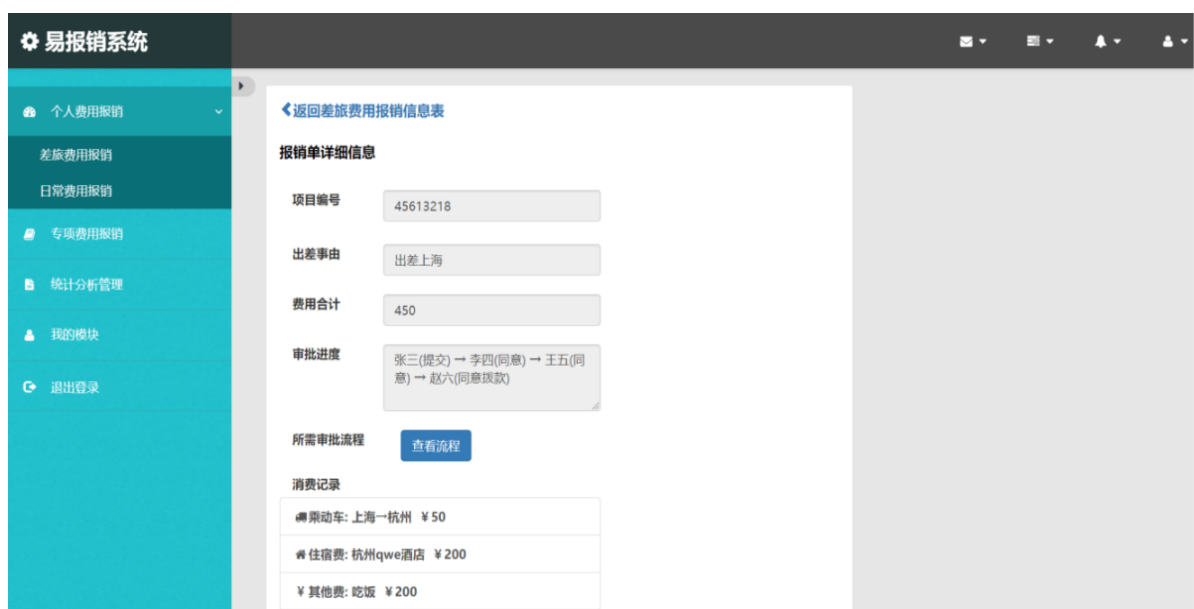 易报销系统
个人费用报销
差旅费用报销
日常费用报销
专项费用报销
统计分析管理
我的模块
退出登录
返回差旅费用报销信息表
报销单详细信息
项目编号
45613218
出差事由
出差上海
费用合计
450
审批进度
张三(提交) → 李四(同意) → 王五(同
意) → 赵六(同意拨款)
所需审批流程
查看流程
消费记录
乘动车: 上海→杭州 ¥50
住宿费: 杭州qwe酒店 ¥200
¥ 其他费: 吃饭 ¥200